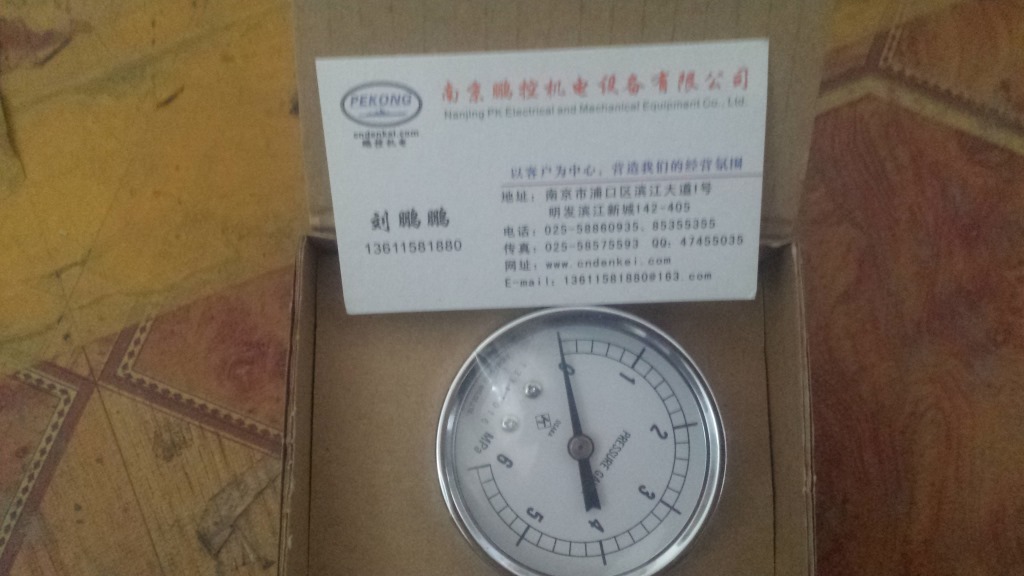 PEKONG
cndenkei.com
鹏控机电
南京鹏控机电设备有限公司
Nanjing PK Electrical and Mechanical Equipment Co., Ltd.
以客户为中心，营造我们的经营氛围
刘鹏鹏
13611581880
地址：南京市浦口区滨江大道1号
明发滨江新城142-405
电话：025-58860935、85355355
传真：025-58575593 QQ：47455035
网址：www.cndenkei.com
E-mail：13611581880@163.com
0
1
2
3
4
5
6
MPa
PRESSURE